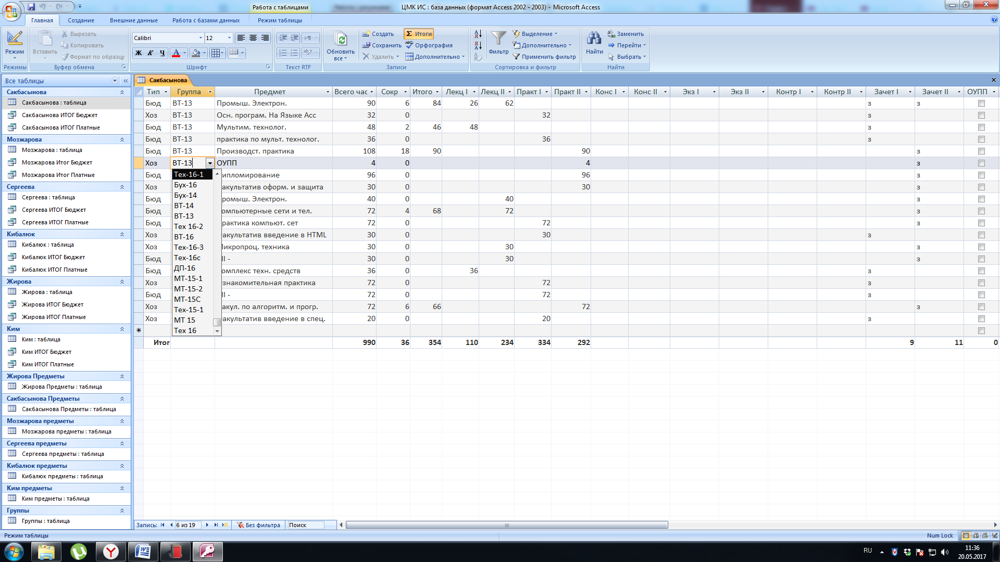 Работа с таблицами
ЦМК ИС : база данных (формат Access 2002 - 2003) - Microsoft Access
Главная Создание Внешние данные Работа с базами данных Режим таблицы
Режим
Режимы
Вставить
Вырезать
Копировать
Формат по образцу
Буфер обмена
Calibri 12
Ж К Ч А
Шрифт
Текст RTF
Обновить все
Создать
Сохранить
Удалить
Итоги
Орфография
Дополнительно
Записи
Фильтр
Выделение
Дополнительно
Применить фильтр
Сортировка и фильтр
Найти
Заменить
Перейти
Выбрать
Найти
Все таблицы
Сакбасынова
Сакбасынова : таблица
Сакбасынова ИТОГ Бюджет
Сакбасынова ИТОГ Платные
Мозжарова
Мозжарова : таблица
Мозжарова Итог Бюджет
Мозжарова Итог Платные
Сергеева
Сергеева : таблица
Сергеева ИТОГ Бюджет
Сергеева ИТОГ Платные
Кибалюк
Кибалюк : таблица
Кибалюк ИТОГ Бюджет
Кибалюк ИТОГ Платные
Жирова
Жирова : таблица
Жирова ИТОГ Бюджет
Жирова ИТОГ Платные
Ким
Ким : таблица
Ким ИТОГ Бюджет
Ким ИТОГ Платные
Жирова Предметы
Жирова Предметы : таблица
Сакбасынова Предметы
Сакбасынова Предметы : таблица
Мозжарова предметы
Мозжарова предметы : таблица
Сергеева предметы
Сергеева предметы : таблица
Кибалюк предметы
Кибалюк предметы : таблица
Ким предметы
Ким предметы : таблица
Группы
Группы : таблица
Сакбасынова
Тип Группа Предмет Всего час Сокр Итого Лекц I Лекц II Практ I Практ II Конс I Конс II Экз I Экз II Контр I Контр II Зачет I Зачет II ОУПП
Бюд ВТ-13 Промыш. Электрон. 90 6 84 26 62 з з
Хоз ВТ-13 Осн. програм. На Языке Асс 32 0 32 з
Бюд ВТ-13 Мультим. технолог. 48 2 46 48 з
Бюд ВТ-13 практика по мульт. технолог. 36 0 36 з
Бюд ВТ-13 Производст. практика 108 18 90 90 з
Хоз ВТ-13 ОУПП 4 0 4 з
Бюд ипломирование 96 0 96 з
Хоз акультатив оформ. и защита 30 0 30 з
Бюд ромыш. Электрон. 40 0 40 з
Бюд омпьютерные сети и тел. 72 4 68 72 з
Бюд рактика компьют. сет 72 0 72 з
Хоз акультатив введение в HTML 30 0 30 з
Хоз Микропроц. техника 30 0 30 з
Бюд II - 30 0 30 з
Бюд омплекс техн. средств 36 0 36 з
Хоз знакомительная практика 72 0 72 з
Бюд II - 72 0 72 з
Хоз акул. по алгоритм. и прогр. 72 6 66 72 з
Хоз акультатив введение в спец. 20 0 20 з
Тех-16-1
Бух-16
Бух-14
ВТ-14
ВТ-13
Тех 16-2
ВТ-16
Тех-16-3
Тех-16с
ДП-16
МТ-15-1
МТ-15-2
МТ-15С
Тех-15-1
МТ 15
Тех 16
Итог 990 36 354 110 234 334 292 9 11 0
Запись: 6 из 19 Без фильтра Поиск
Режим таблицы
Num Lock
RU
11:36
20.05.2017